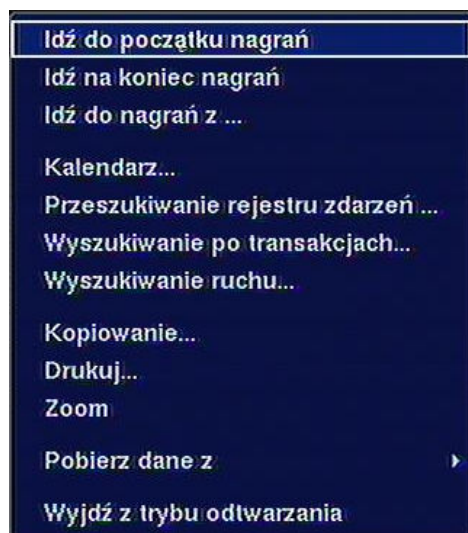 Idź do początku nagrań
Idź na koniec nagrań
Idź do nagrań z ...
Kalendarz...
Przeszukiwanie rejestru zdarzeń ...
Wyszukiwanie po transakcjach...
Wyszukiwanie ruchu...
Kopiowanie...
Drukuj...
Zoom
Pobierz dane z
Wyjdź z trybu odtwarzania